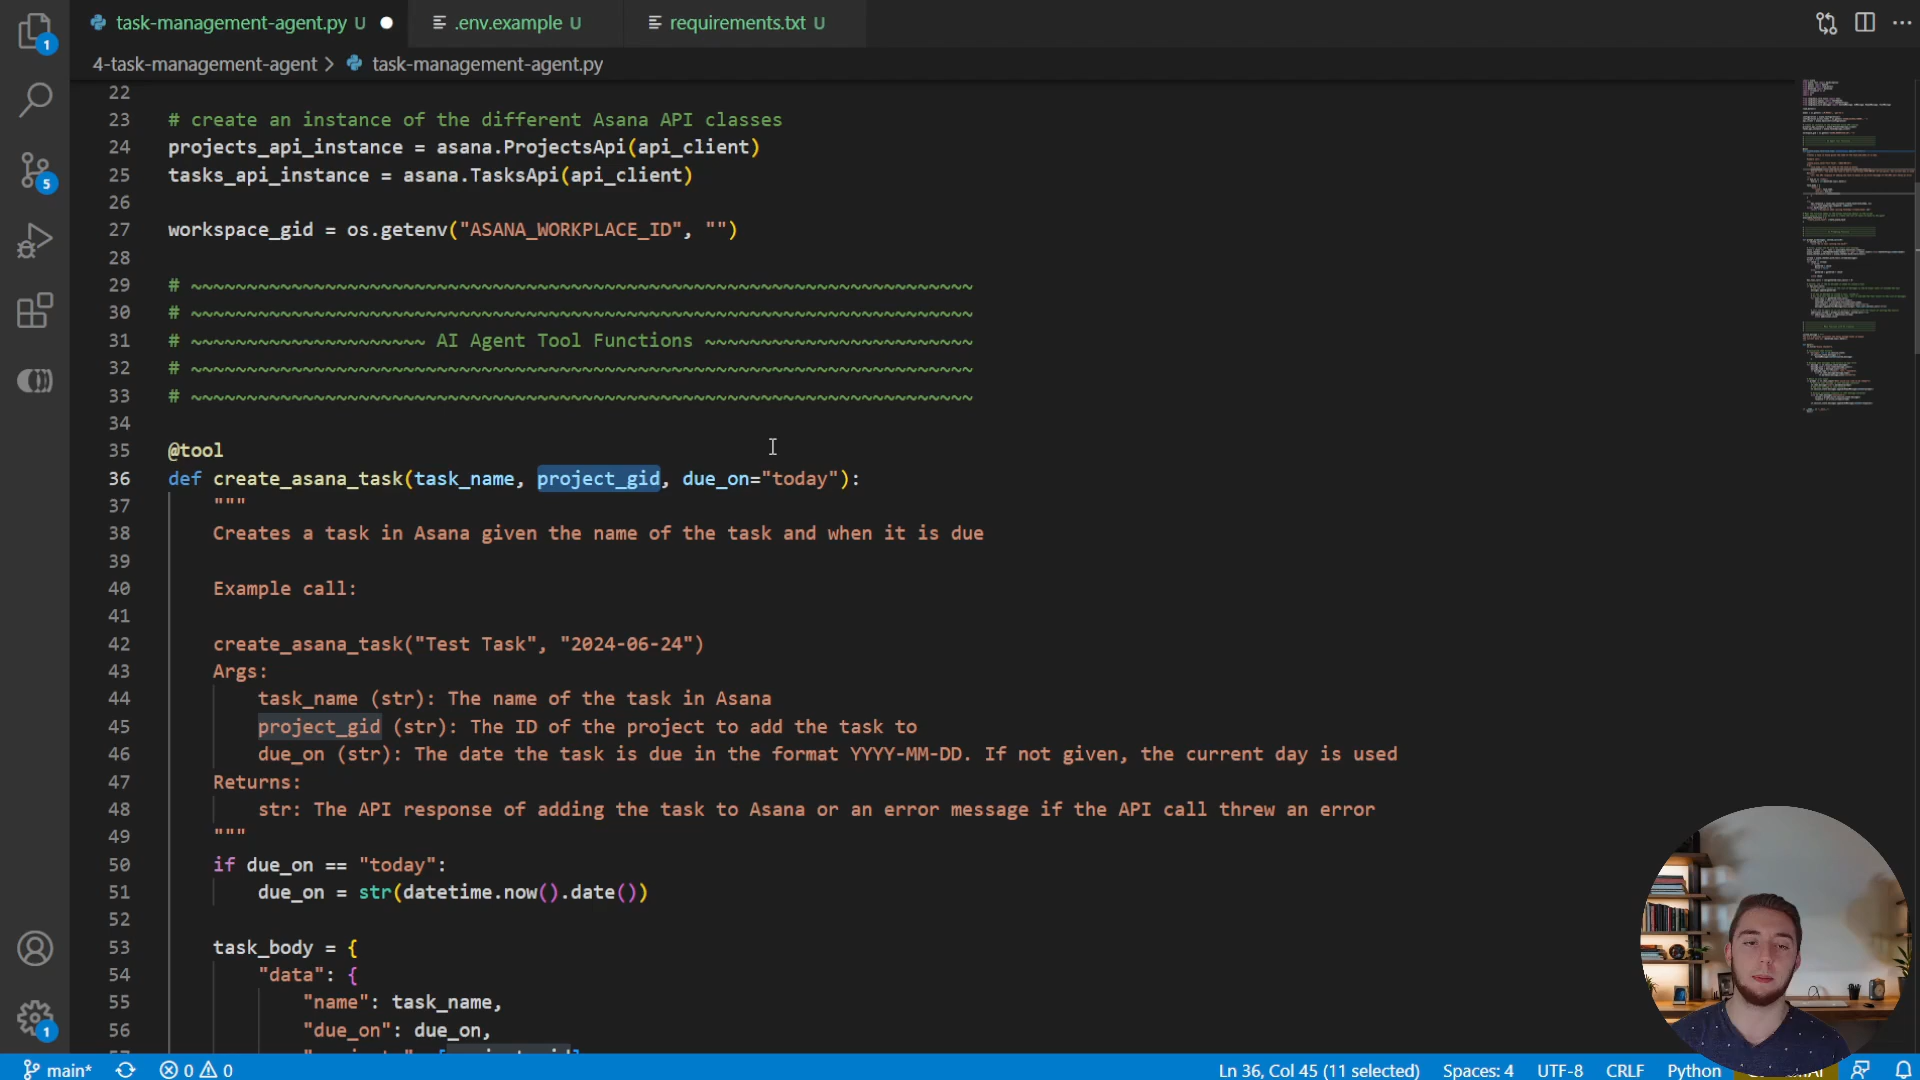 task-management-agent.py U
.env.example U
requirements.txt U
1
4-task-management-agent > task-management-agent.py
22
23 # create an instance of the different Asana API classes
24 projects_api_instance = asana.ProjectsApi(api_client)
25 tasks_api_instance = asana.TasksApi(api_client)
26
27 workspace_gid = os.getenv("ASANA_WORKPLACE_ID", "")
28
29 # ~~~~~~~~~~~~~~~~~~~~~~~~~~~~~~~~~~~~~~~~~~~~~~~~~~~~~~~~~~~~~~~~~~~~~~
30 # ~~~~~~~~~~~~~~~~~~~~~~~~~~~~~~~~~~~~~~~~~~~~~~~~~~~~~~~~~~~~~~~~~~~~~~
31 # ~~~~~~~~~~~~~~~~~~~~~ AI Agent Tool Functions ~~~~~~~~~~~~~~~~~~~~~~~~
32 # ~~~~~~~~~~~~~~~~~~~~~~~~~~~~~~~~~~~~~~~~~~~~~~~~~~~~~~~~~~~~~~~~~~~~~~
33 # ~~~~~~~~~~~~~~~~~~~~~~~~~~~~~~~~~~~~~~~~~~~~~~~~~~~~~~~~~~~~~~~~~~~~~~
34
35 @tool
36 def create_asana_task(task_name, project_gid, due_on="today"):
37 """
38 Creates a task in Asana given the name of the task and when it is due
39
40 Example call:
41
42 create_asana_task("Test Task", "2024-06-24")
43 Args:
44 task_name (str): The name of the task in Asana
45 project_gid (str): The ID of the project to add the task to
46 due_on (str): The date the task is due in the format YYYY-MM-DD. If not given, the current day is used
47 Returns:
48 str: The API response of adding the task to Asana or an error message if the API call threw an error
49 """
50 if due_on == "today":
51 due_on = str(datetime.now().date())
52
53 task_body = {
54 "data": {
55 "name": task_name,
56 "due_on": due_on,
5
1
main* 0 0 Ln 36, Col 45 (11 selected) Spaces: 4 UTF-8 CRLF Python